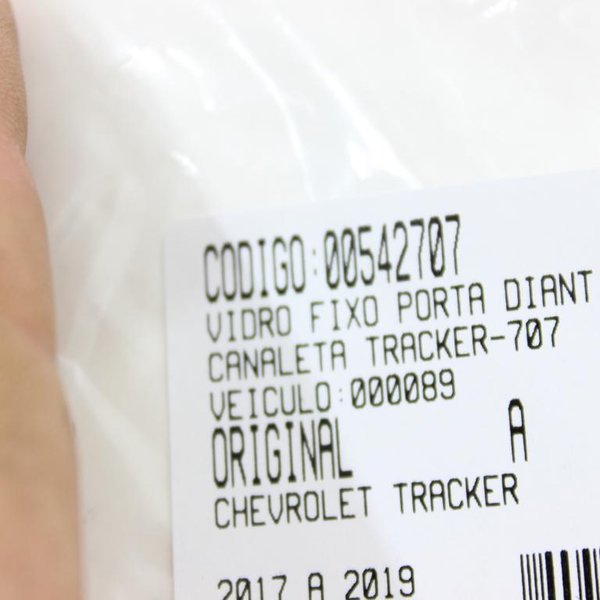 CODIGO:00542707
VIDRO FIXO PORTA DIANT
CANALETA TRACKER-707
VEICULO:000089
ORIGINAL A
CHEVROLET TRACKER
2017 A 2019